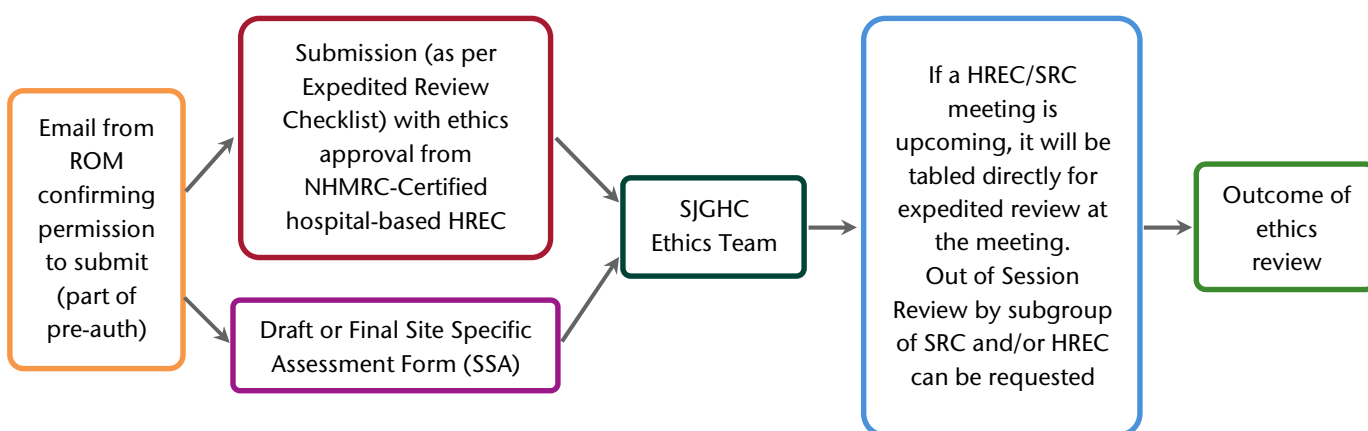 Email from
ROM
confirming
permission
to submit
(part of
pre-auth)
Submission (as per
Expedited Review
Checklist) with ethics
approval from
NHMRC-Certified
hospital-based HREC
Draft or Final Site Specific
Assessment Form (SSA)
SJGHC
Ethics Team
If a HREC/SRC
meeting is
upcoming, it will be
tabled directly for
expedited review at
the meeting.
Out of Session
Review by subgroup
of SRC and/or HREC
can be requested
Outcome of
ethics
review